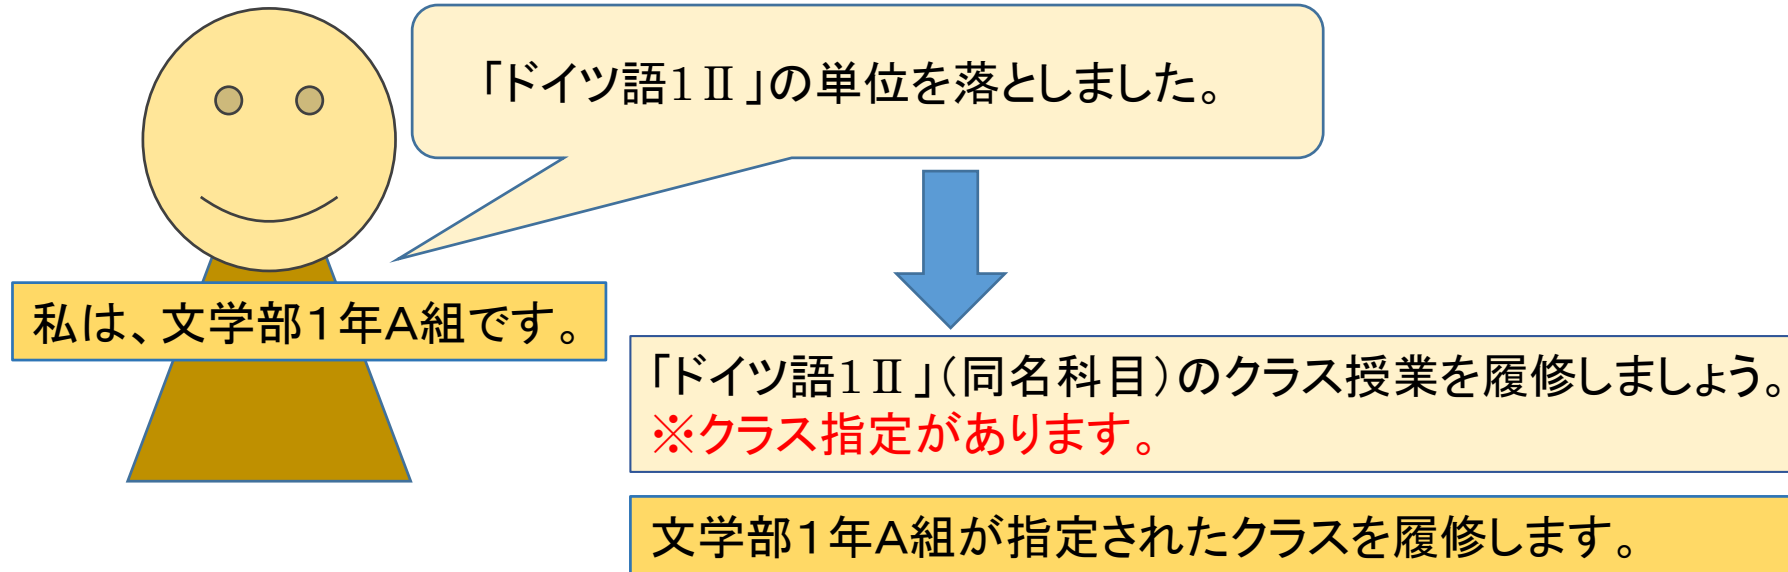 「ドイツ語1Ⅱ」の単位を落としました。
私は、文学部1年A組です。
「ドイツ語1Ⅱ」(同名科目)のクラス授業を履修しましょう。
※クラス指定があります。
文学部1年A組が指定されたクラスを履修します。